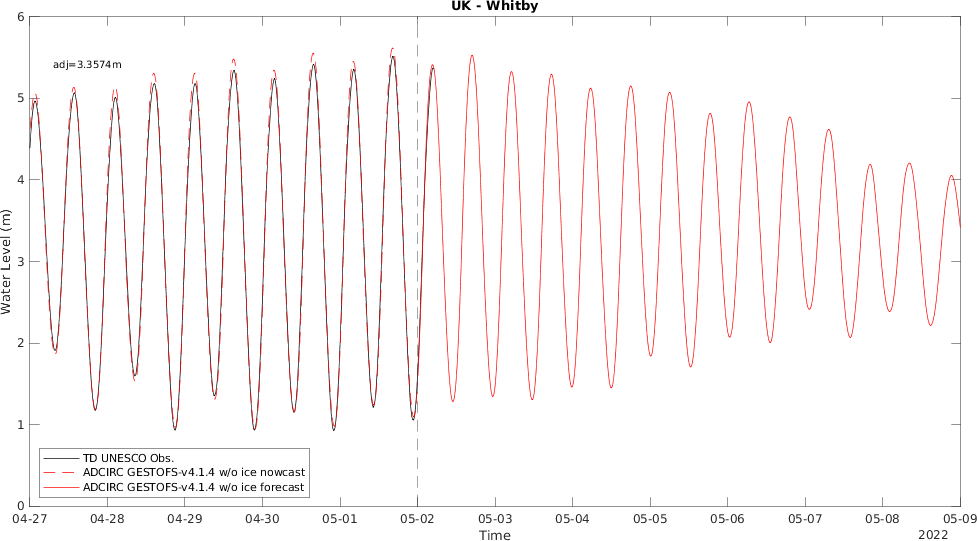 UK - Whitby
adj=3.3574m
Water Level (m)
6
5
4
3
2
1
0
TD UNESCO Obs.
ADCIRC GESTOFS-v4.1.4 w/o ice nowcast
ADCIRC GESTOFS-v4.1.4 w/o ice forecast
04-27 04-28 04-29 04-30 05-01 05-02 05-03 05-04 05-05 05-06 05-07 05-08 05-09
Time
2022